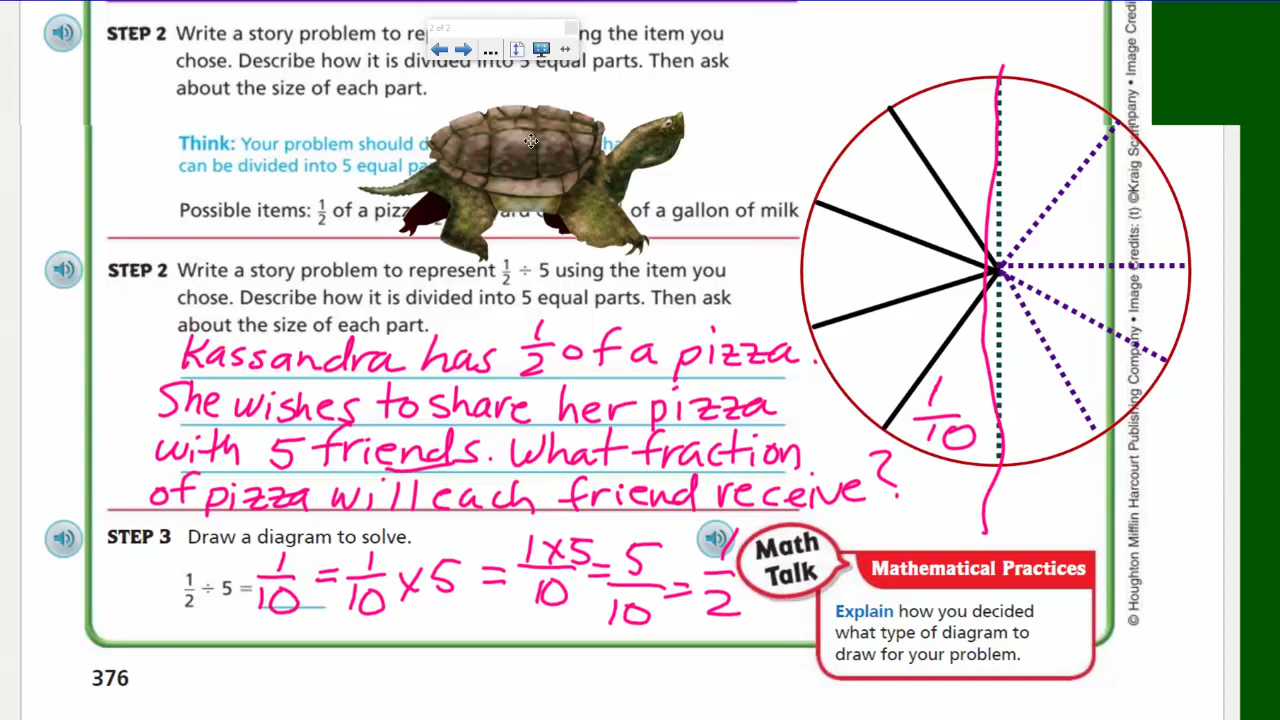 2 of 2
STEP 2 Write a story problem to re ng the item you
chose. Describe how it is divided into 5 equal parts. Then ask
about the size of each part.
Think: Your problem should d
can be divided into 5 equal pa
Possible items: 1/2 of a pizz of a gallon of milk
STEP 2 Write a story problem to represent 1/2 ÷ 5 using the item you
chose. Describe how it is divided into 5 equal parts. Then ask
about the size of each part.
Kassandra has 1/2 of a pizza.
She wishes to share her pizza
with 5 friends. What fraction
of pizza will each friend receive?
1/10
STEP 3 Draw a diagram to solve.
1/2 ÷ 5 = 1/10 = 1/10 × 5 = 1×5/10 = 5/10 = 1/2
Math
Talk
Mathematical Practices
Explain how you decided
what type of diagram to
draw for your problem.
376
© Houghton Mifflin Harcourt Publishing Company • Image Credits: (t) ©Kraig Scarbinsky